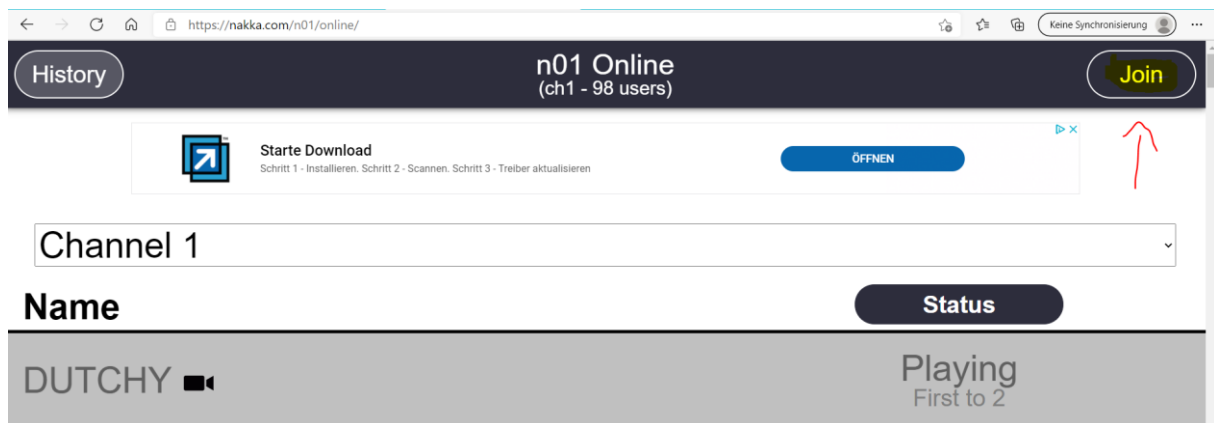 https://nakka.com/n01/online/
Keine Synchronisierung
History
n01 Online
(ch1 - 98 users)
Join
Starte Download
Schritt 1 - Installieren. Schritt 2 - Scannen. Schritt 3 - Treiber aktualisieren
ÖFFNEN
Channel 1
Name
Status
DUTCHY
Playing
First to 2